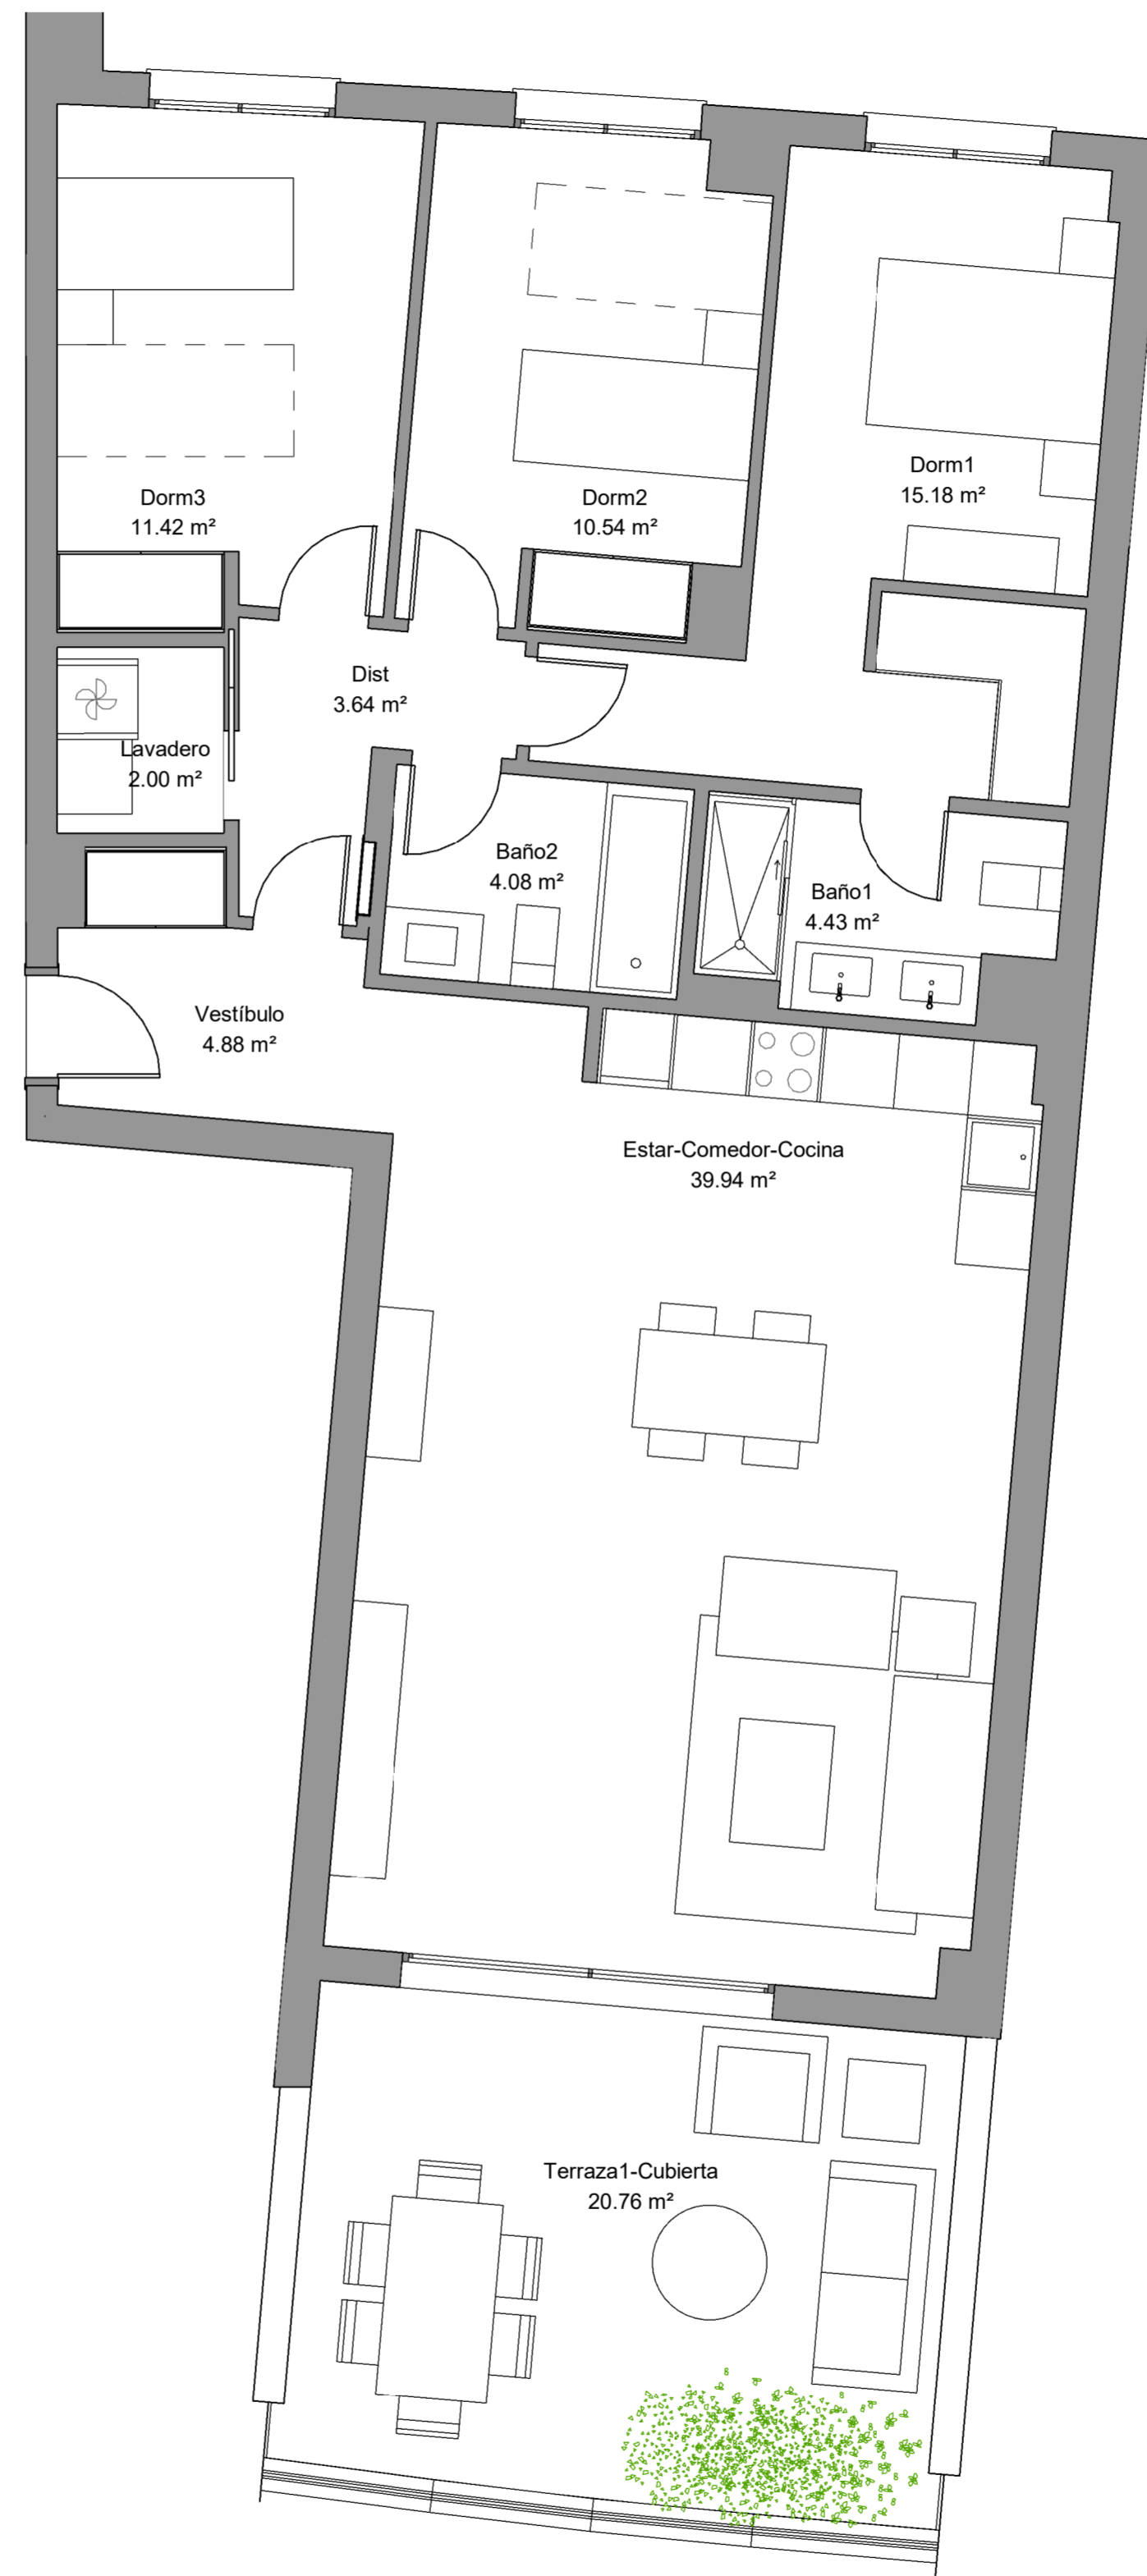 Dorm3
11.42 m²
Dorm2
10.54 m²
Dorm1
15.18 m²
Dist
3.64 m²
Lavadero
2.00 m²
Baño2
4.08 m²
Baño1
4.43 m²
Vestíbulo
4.88 m²
Estar-Comedor-Cocina
39.94 m²
Terraza1-Cubierta
20.76 m²